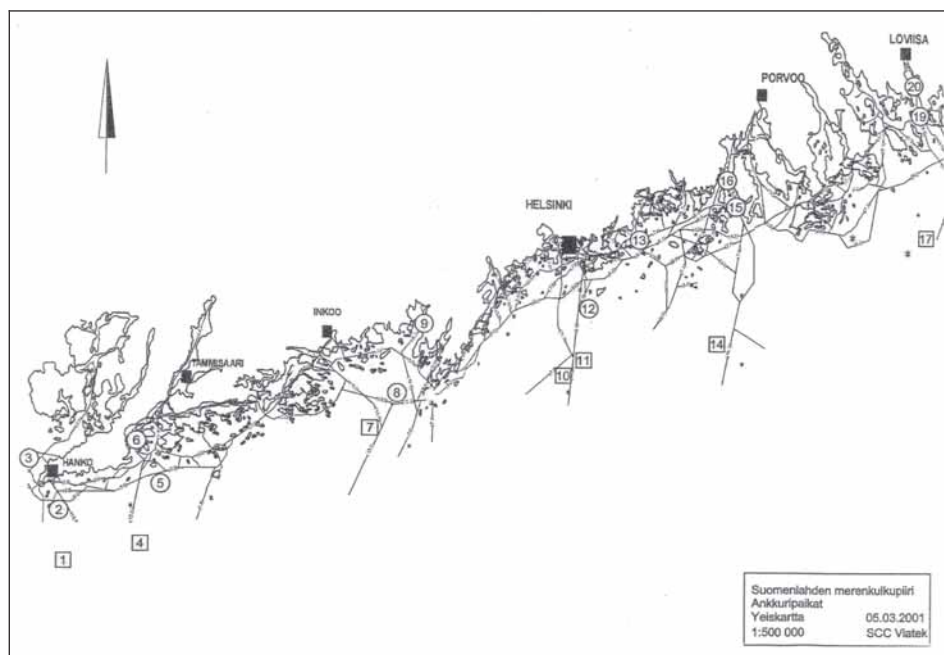 LOVIISA
20
PORVOO
19
16
HELSINKI
15
13
17
INKOO
9
12
TAMMISAARI
11
14
10
8
6
7
3
HANKO
5
2
1
4
Suomenlahden merenkulkupiiri
Ankkuripaikat
Yeiskartta 05.03.2001
1:500 000 SCC Viatek